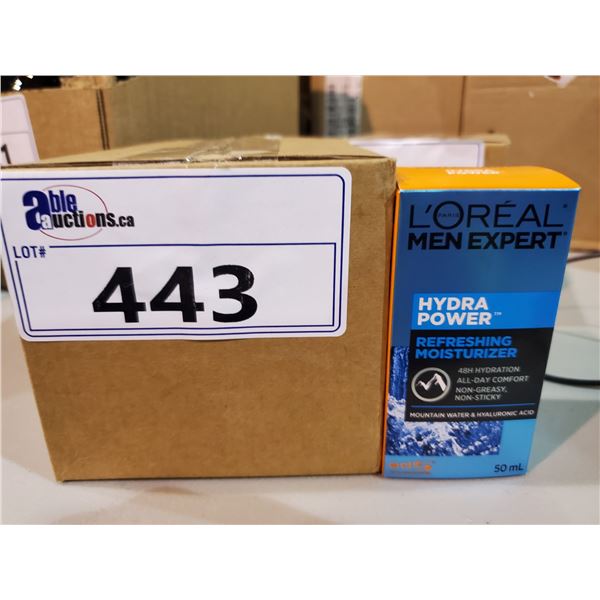 able
auctions.ca
LOT#
443
1
L'ORÉAL
PARIS
MEN EXPERT
HYDRA
POWER™
REFRESHING
MOISTURIZER
48H HYDRATION
ALL-DAY COMFORT
NON-GREASY,
NON-STICKY
MOUNTAIN WATER & HYALURONIC ACID
50 mL